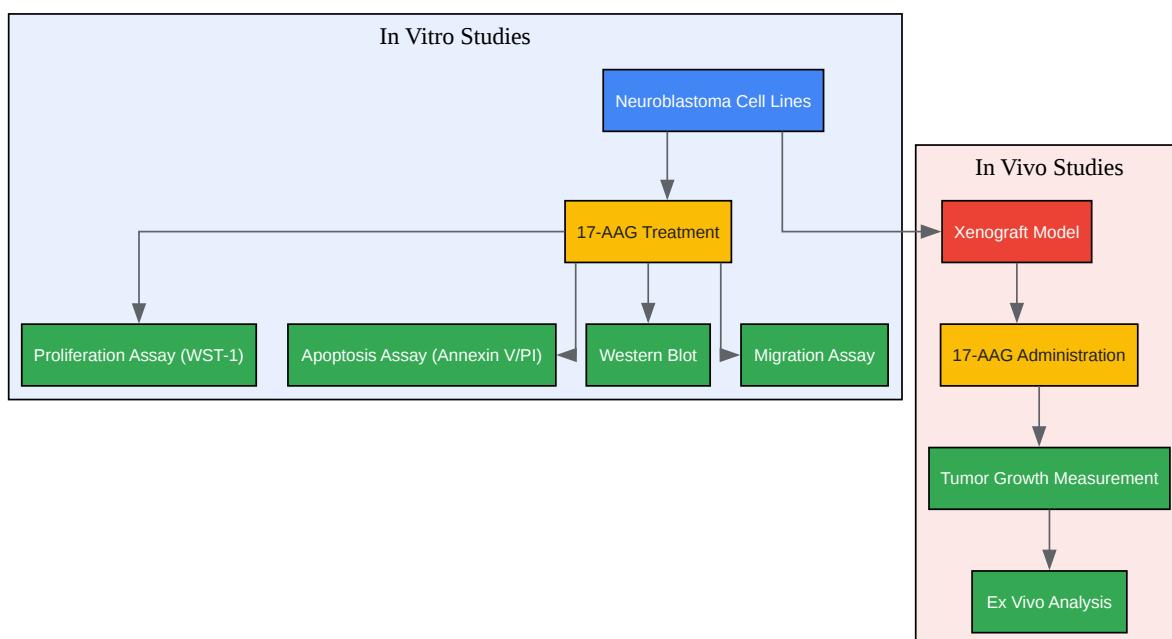 In Vitro Studies
Neuroblastoma Cell Lines
In Vivo Studies
17-AAG Treatment
Xenograft Model
Proliferation Assay (WST-1)
Apoptosis Assay (Annexin V/PI)
Western Blot
Migration Assay
17-AAG Administration
Tumor Growth Measurement
Ex Vivo Analysis